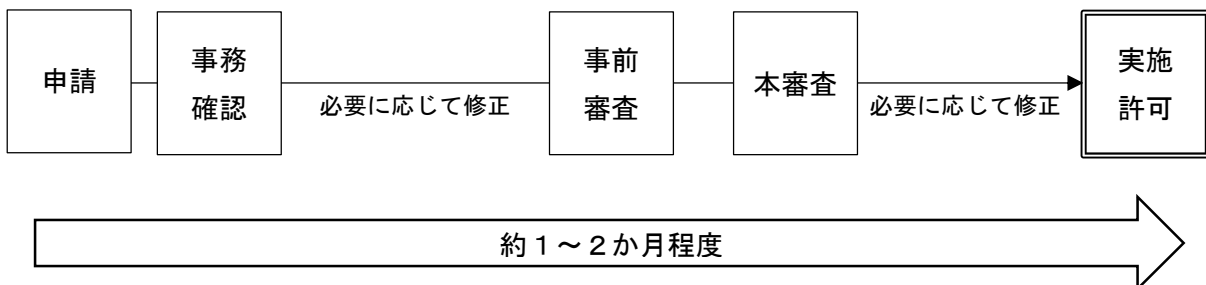 申請
事務
確認
必要に応じて修正
事前
審査
本審査
必要に応じて修正
実施
許可
約１～２か月程度